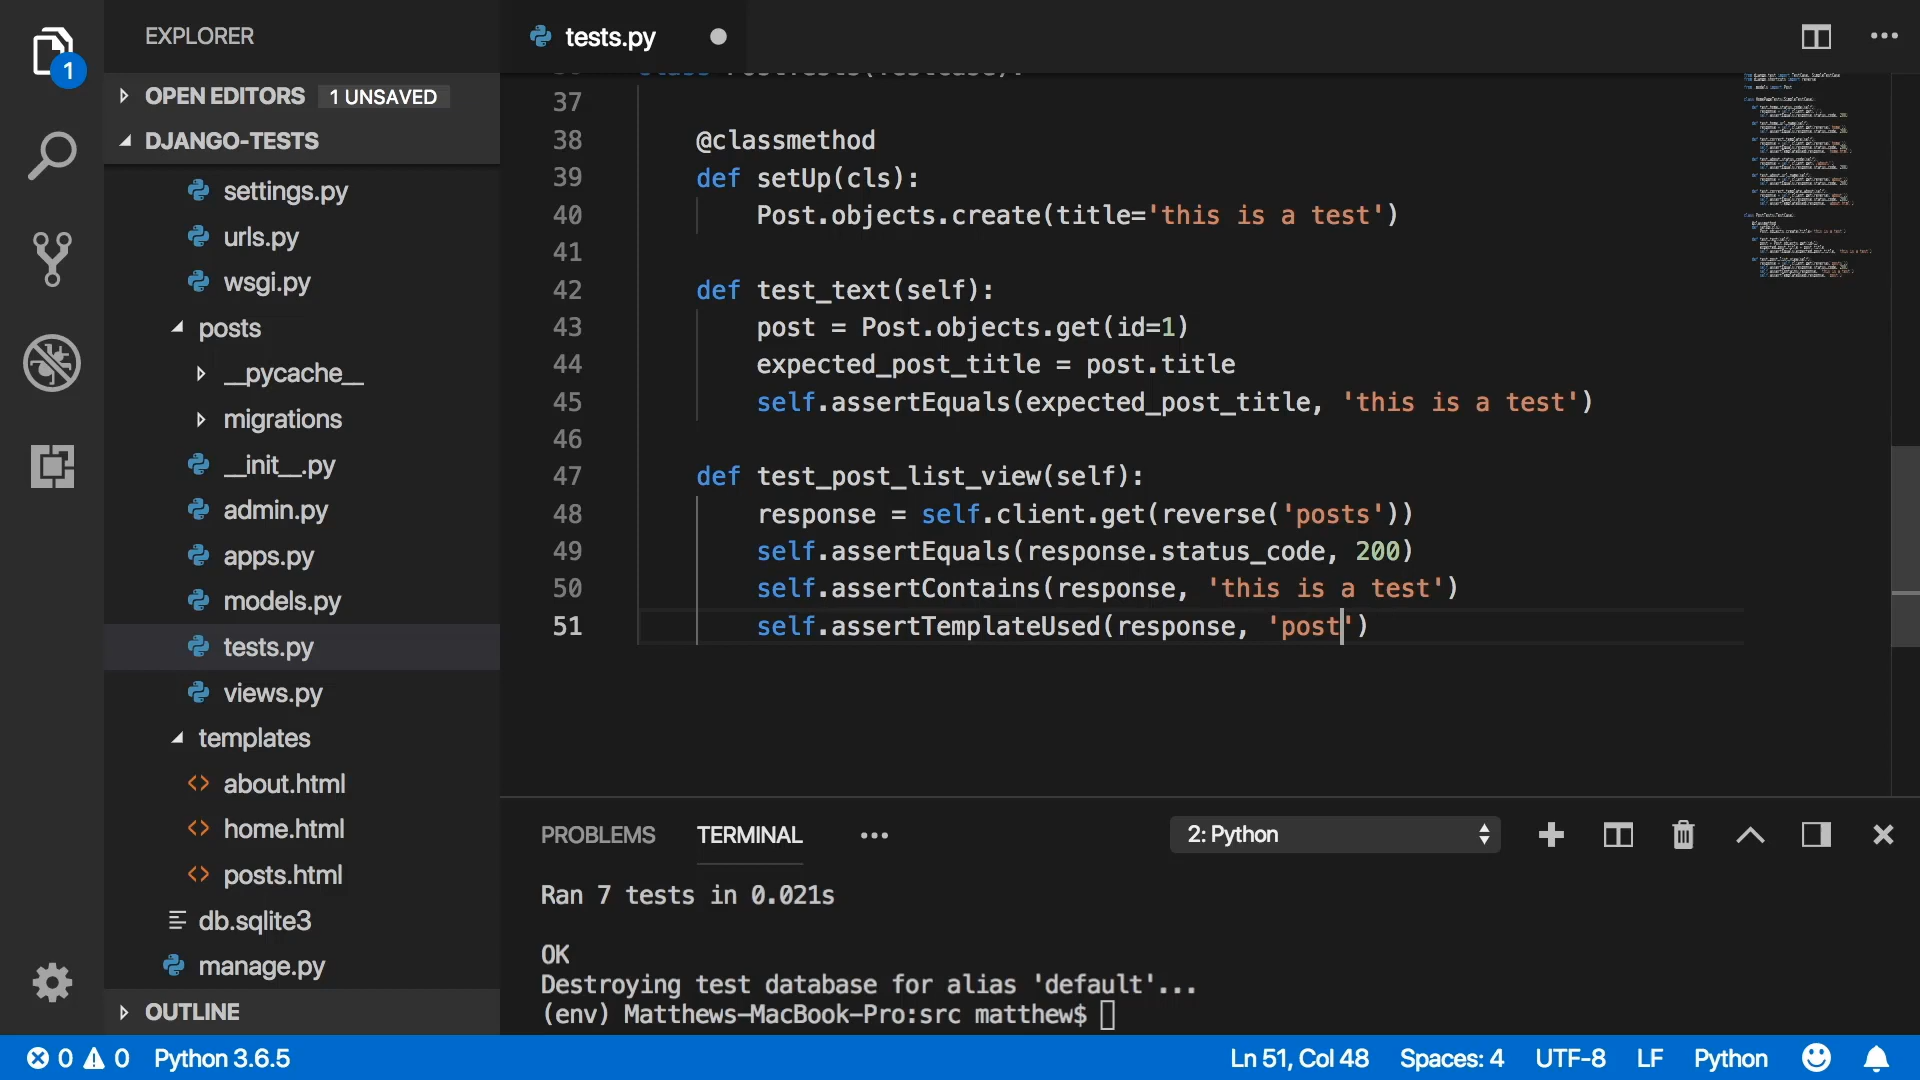 EXPLORER
OPEN EDITORS 1 UNSAVED
DJANGO-TESTS
settings.py
urls.py
wsgi.py
posts
__pycache__
migrations
__init__.py
admin.py
apps.py
models.py
tests.py
views.py
templates
about.html
home.html
posts.html
db.sqlite3
manage.py
OUTLINE
1
tests.py
37
38 @classmethod
39 def setUp(cls):
40 Post.objects.create(title='this is a test')
41
42 def test_text(self):
43 post = Post.objects.get(id=1)
44 expected_post_title = post.title
45 self.assertEquals(expected_post_title, 'this is a test')
46
47 def test_post_list_view(self):
48 response = self.client.get(reverse('posts'))
49 self.assertEquals(response.status_code, 200)
50 self.assertContains(response, 'this is a test')
51 self.assertTemplateUsed(response, 'post')
PROBLEMS TERMINAL ••• 2: Python
Ran 7 tests in 0.021s
OK
Destroying test database for alias 'default'...
(env) Matthews-MacBook-Pro:src matthew$
0 0 Python 3.6.5 Ln 51, Col 48 Spaces: 4 UTF-8 LF Python